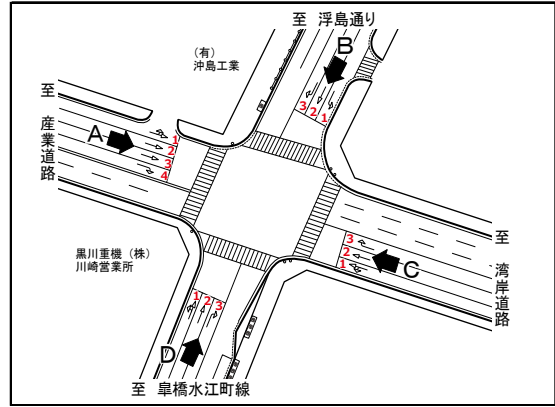 至 浮島通り
B
(有)
沖島工業
3 2 1
至
産業道路
A
1
2
3
4
黒川重機(株)
川崎営業所
3
2
1
C
至
湾岸道路
1 2 3
D
至 皐橋水江町線